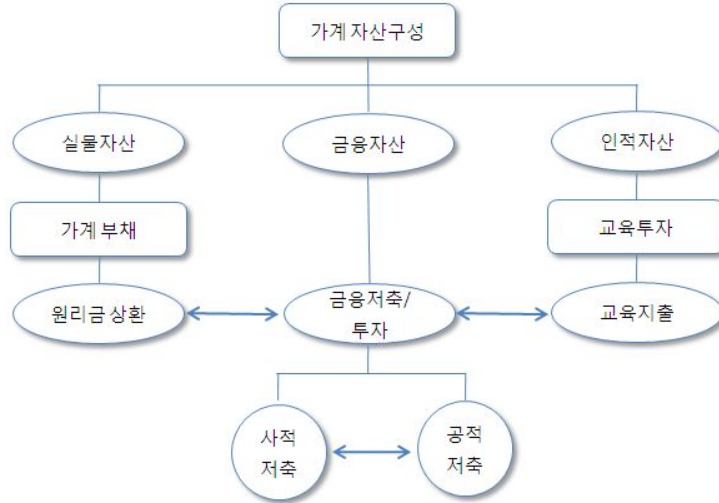 가계 자산구성
실물자산
금융자산
인적자산
가계 부채
교육투자
원리금 상환
금융저축/
투자
교육지출
사적
저축
공적
저축